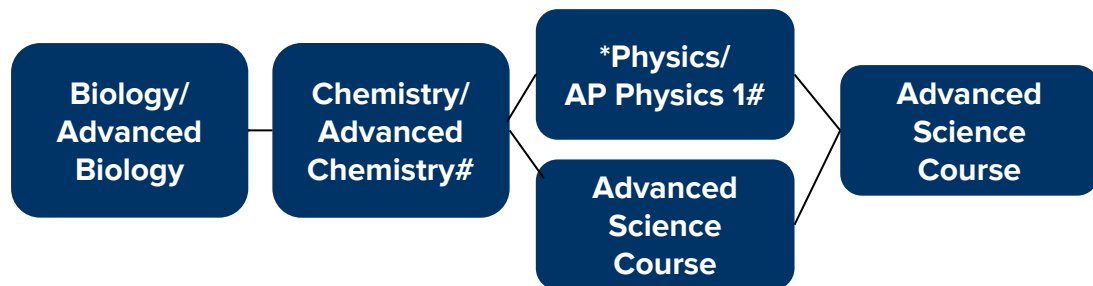 Biology/
Advanced
Biology
Chemistry/
Advanced
Chemistry#
*Physics/
AP Physics 1#
Advanced
Science
Course
Advanced
Science
Course